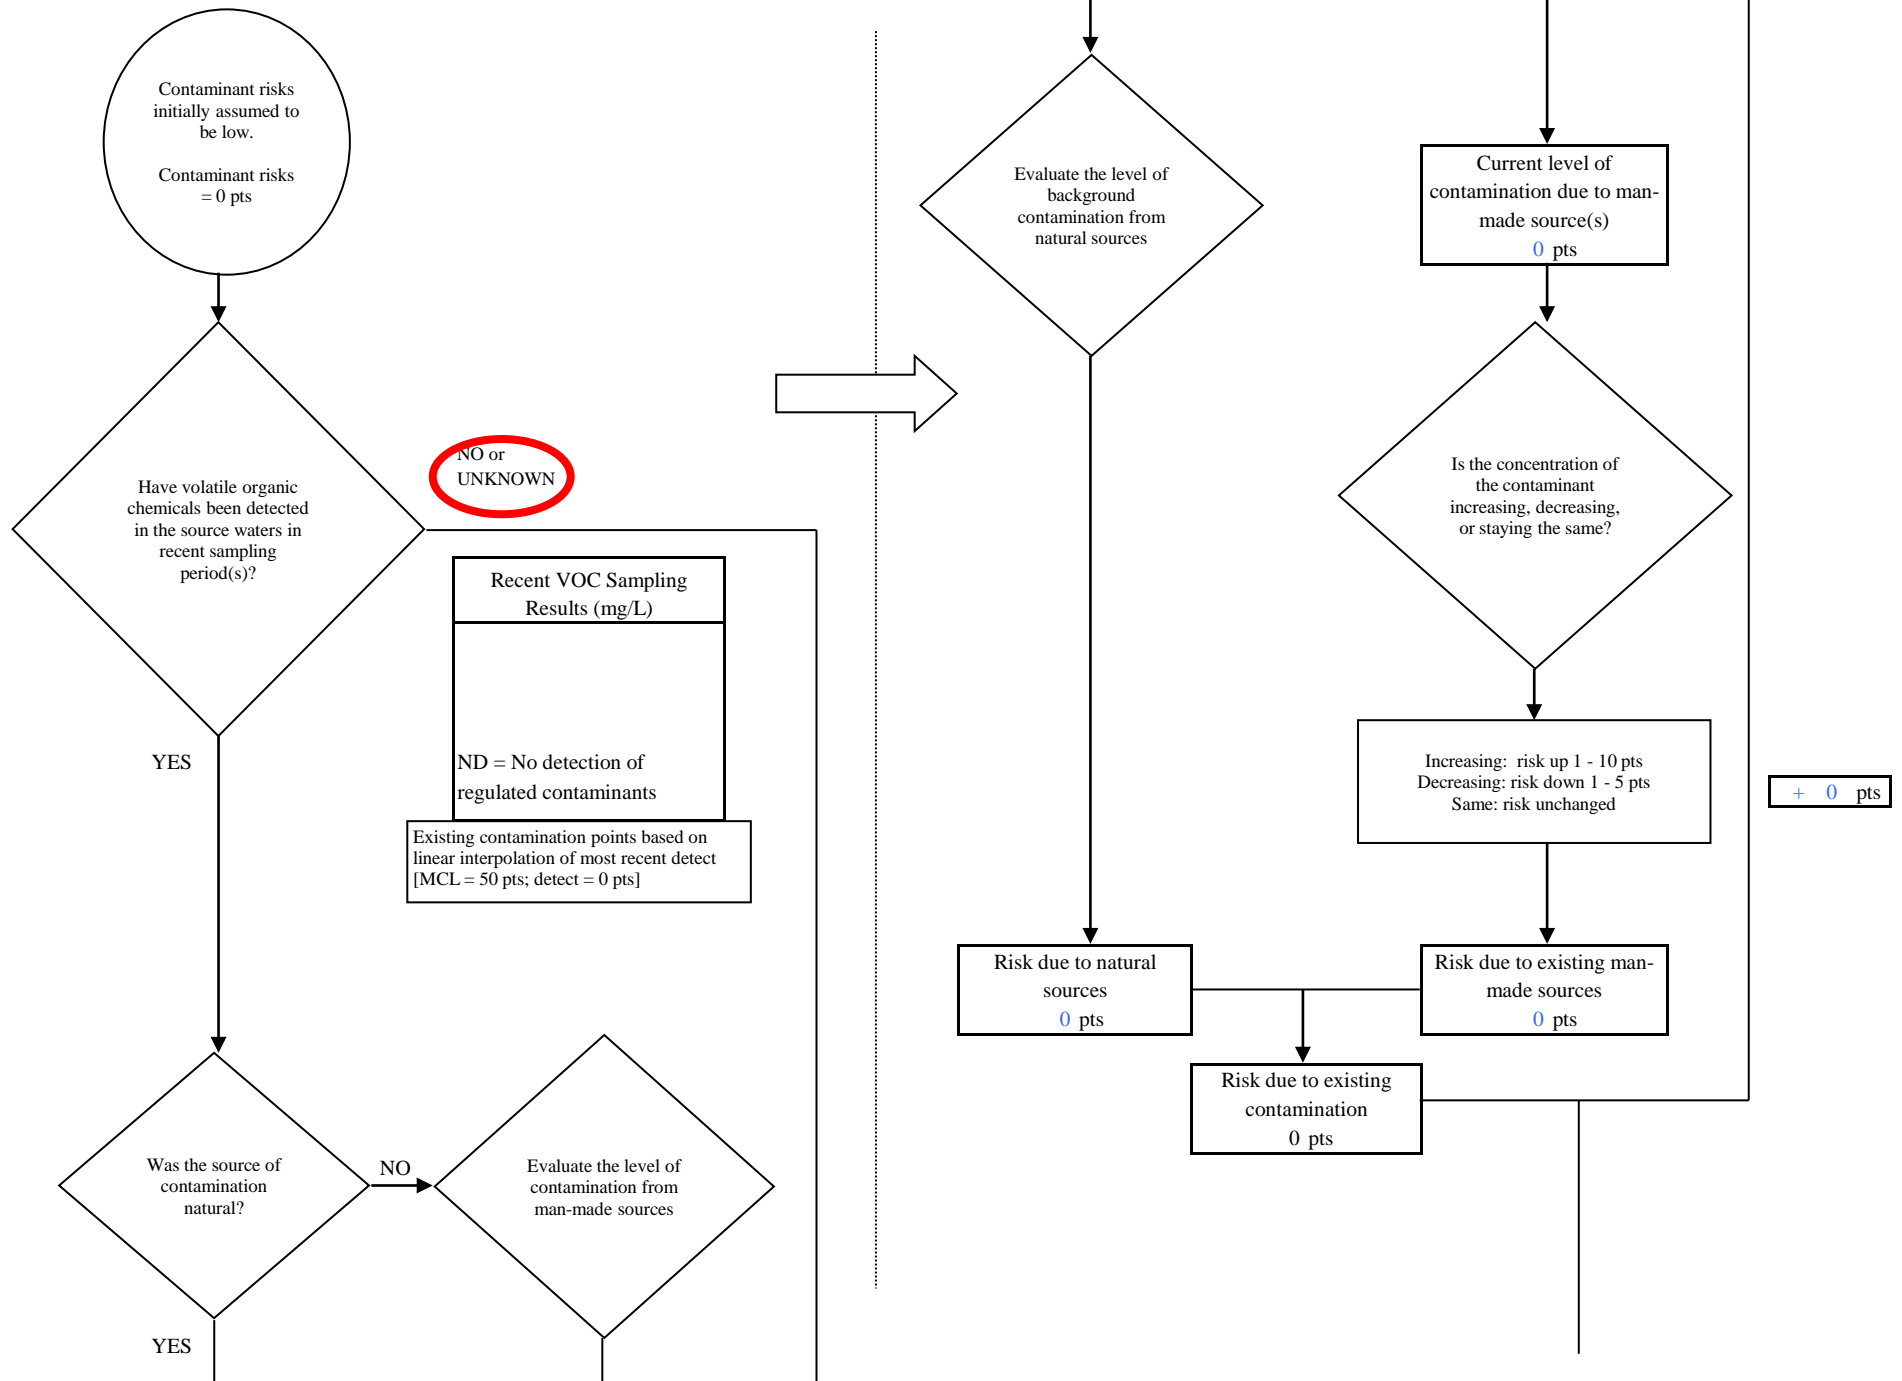 Contaminant risks
initially assumed to
be low.
Contaminant risks
= 0 pts
Have volatile organic
chemicals been detected
in the source waters in
recent sampling
period(s)?
NO or
UNKNOWN
Recent VOC Sampling
Results (mg/L)
ND = No detection of
regulated contaminants
Existing contamination points based on
linear interpolation of most recent detect
[MCL = 50 pts; detect = 0 pts]
YES
Was the source of
contamination
natural?
NO
Evaluate the level of
contamination from
man-made sources
YES
Evaluate the level of
background
contamination from
natural sources
Current level of
contamination due to man-
made source(s)
0 pts
Is the concentration of
the contaminant
increasing, decreasing,
or staying the same?
Increasing: risk up 1 - 10 pts
Decreasing: risk down 1 - 5 pts
Same: risk unchanged
+ 0 pts
Risk due to natural
sources
0 pts
Risk due to existing man-
made sources
0 pts
Risk due to existing
contamination
0 pts